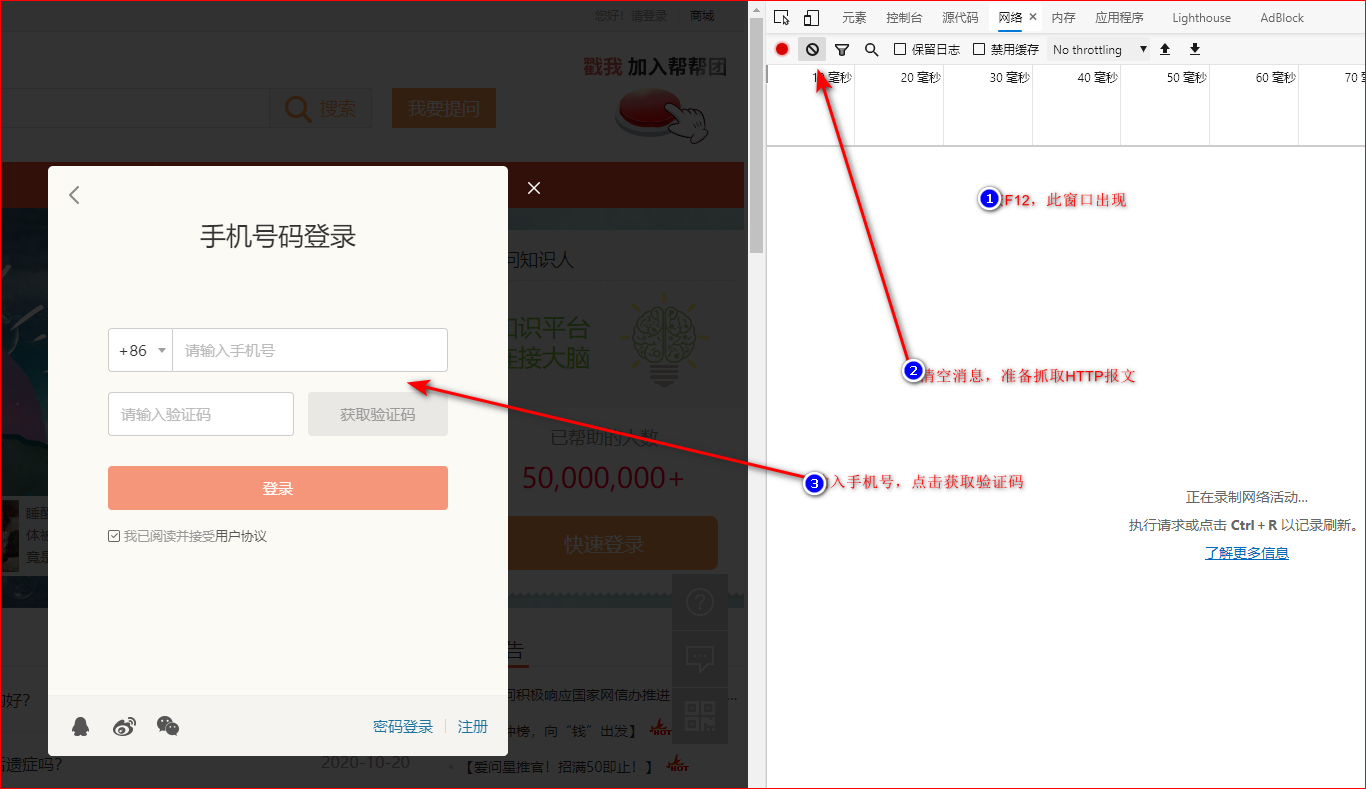 您好！请登录 商城
戳我 加入帮帮团
搜索 我要提问
手机号码登录
+86 请输入手机号
请输入验证码 获取验证码
登录
我已阅读并接受用户协议
密码登录 注册
问知识人
知识平台
连接大脑
已帮助的人数
50,000,000+
快速登录
睡醒
体被
竟是
告
问积极响应国家网信办推进
...
中榜，向“钱”出发】 HOT
【爱问星推官！招满50即止！】 HOT
好？
后遗症吗？ 2020-10-20
元素 控制台 源代码 网络 内存 应用程序 Lighthouse AdBlock
保留日志 禁用缓存 No throttling
10 毫秒 20 毫秒 30 毫秒 40 毫秒 50 毫秒 60 毫秒 70
1 F12，此窗口出现
2 清空消息，准备抓取HTTP报文
3 入手机号，点击获取验证码
正在录制网络活动...
执行请求或点击 Ctrl + R 以记录刷新。
了解更多信息